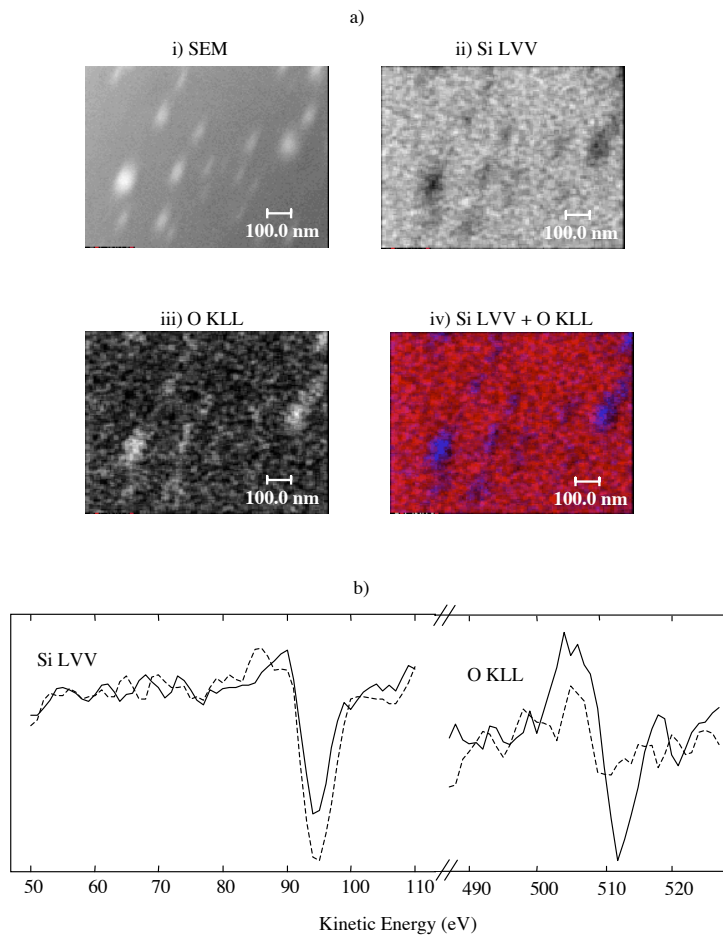 a)
i) SEM
ii) Si LVV
100.0 nm
100.0 nm
iii) O KLL
iv) Si LVV + O KLL
100.0 nm
100.0 nm
b)
Si LVV
O KLL
50 60 70 80 90 100 110 490 500 510 520
Kinetic Energy (eV)